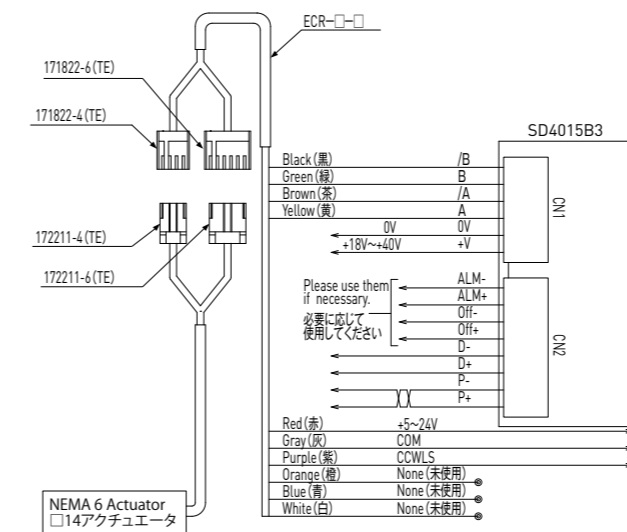 ECR-□-□
171822-6(TE)
171822-4(TE)
172211-4(TE)
172211-6(TE)
SD4015B3
Black(黒) /B
Green(緑) B
Brown(茶) /A
Yellow(黄) A
0V 0V
+18V~+40V +V
CN1
Please use them
if necessary.
必要に応じて
使用してください
ALM-
ALM+
Off-
Off+
D-
D+
P-
P+
CN2
Red(赤) +5~24V
Gray(灰) COM
Purple(紫) CCWLS
Orange(橙) None(未使用)
Blue(青) None(未使用)
White(白) None(未使用)
NEMA 6 Actuator
□14アクチュエータ